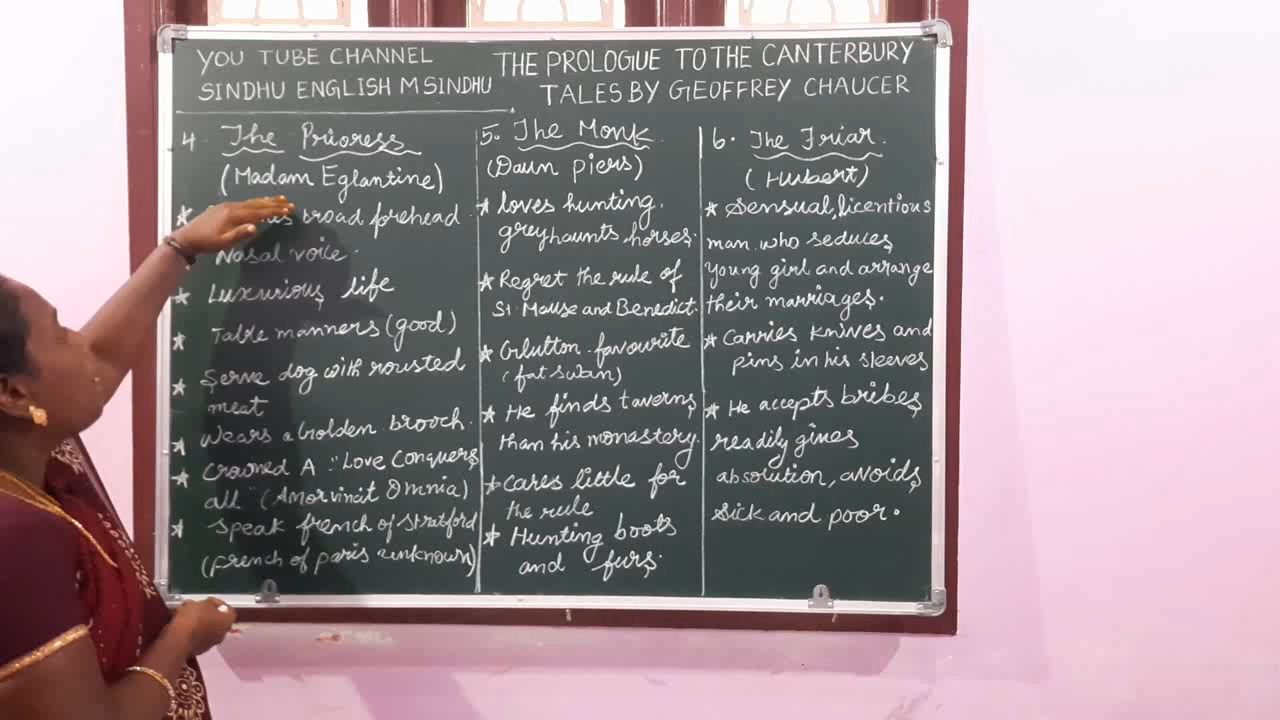 YOU TUBE CHANNEL
SINDHU ENGLISH M SINDHU
THE PROLOGUE TO THE CANTERBURY
TALES BY GEOFFREY CHAUCER
4. The Prioress
(Madam Eglantine)
broad forehead
Nasal voice
* Luxurious life
* Table manners (good)
* Serve dog with rousted
meat
* Wears a Golden brooch.
* Crowned A :"Love Conquers
all" (Amor vincit Omnia)
* Speak french of stratford
(french of paris unknown)
5. The Monk
(Daun piers)
* loves hunting.
greyhaunts, horses.
* Regret the rule of
St. Mause and Benedict.
* Glutton - favourite
(fat swan)
* He finds taverns
than his monastery.
* Cares little for
the rule
* Hunting boots
and furs.
6. The Friar.
(Hubert)
* Sensual, licentious
man. who seduces
Young girl and arrange
their marriages.
* Carries knives and
pins in his sleeves
* He accepts bribes
readily gives
absolution, avoids
Sick and poor.